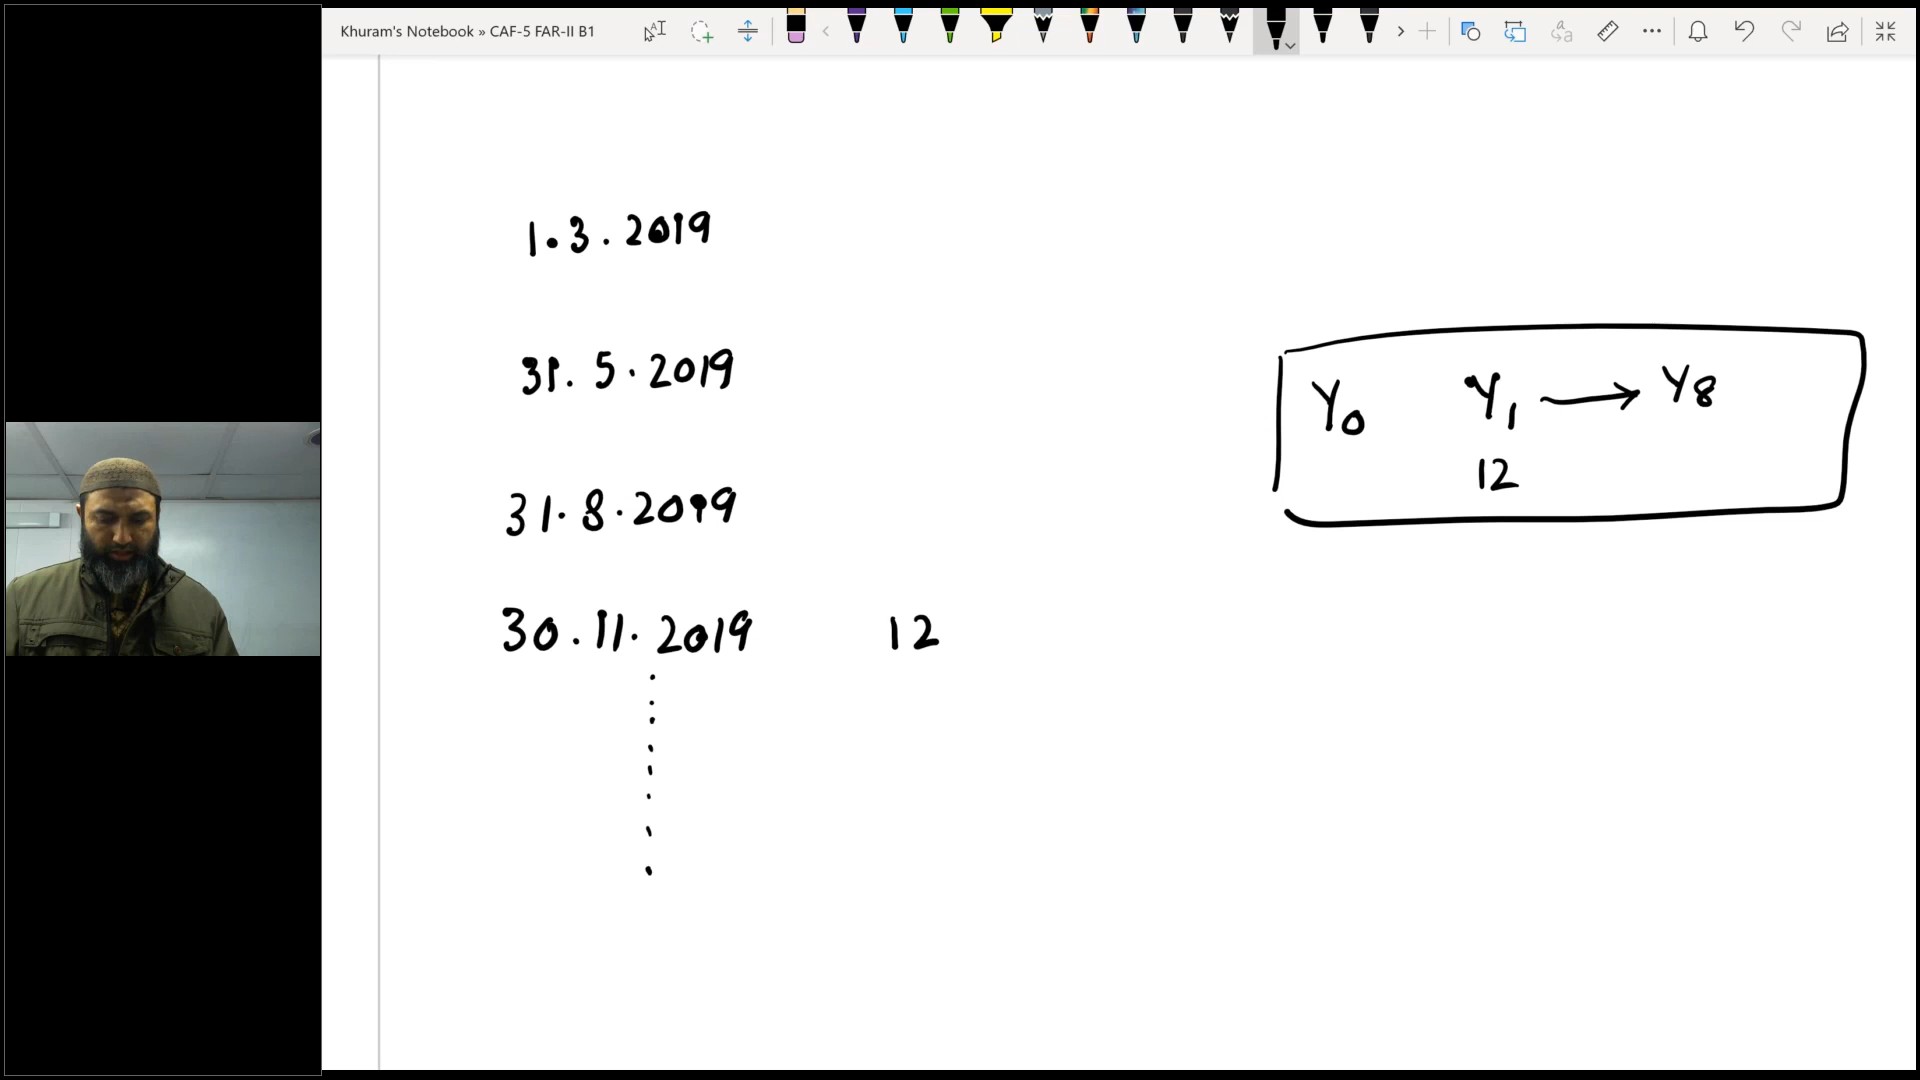 Khuram's Notebook » CAF-5 FAR-II B1
1.3.2019
31.5.2019
31.8.2019
30.11.2019 12
Y0 Y1 → Y8
12